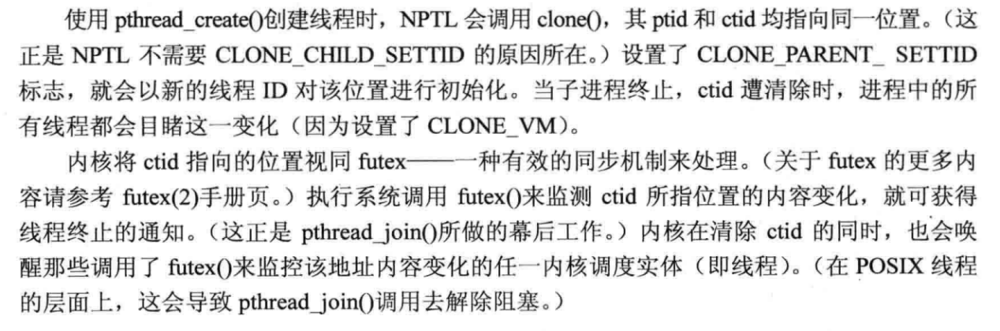 使用 pthread_create()创建线程时，NPTL 会调用 clone()，其 ptid 和 ctid 均指向同一位置。（这
正是 NPTL 不需要 CLONE_CHILD_SETTID 的原因所在。）设置了 CLONE_PARENT_ SETTID
标志，就会以新的线程 ID 对该位置进行初始化。当子进程终止，ctid 遭清除时，进程中的所
有线程都会目睹这一变化（因为设置了 CLONE_VM）。
内核将 ctid 指向的位置视同 futex——一种有效的同步机制来处理。（关于 futex 的更多内
容请参考 futex(2)手册页。）执行系统调用 futex()来监测 ctid 所指位置的内容变化，就可获得
线程终止的通知。（这正是 pthread_join()所做的幕后工作。）内核在清除 ctid 的同时，也会唤
醒那些调用了 futex()来监控该地址内容变化的任一内核调度实体（即线程）。（在 POSIX 线程
的层面上，这会导致 pthread_join()调用去解除阻塞。）